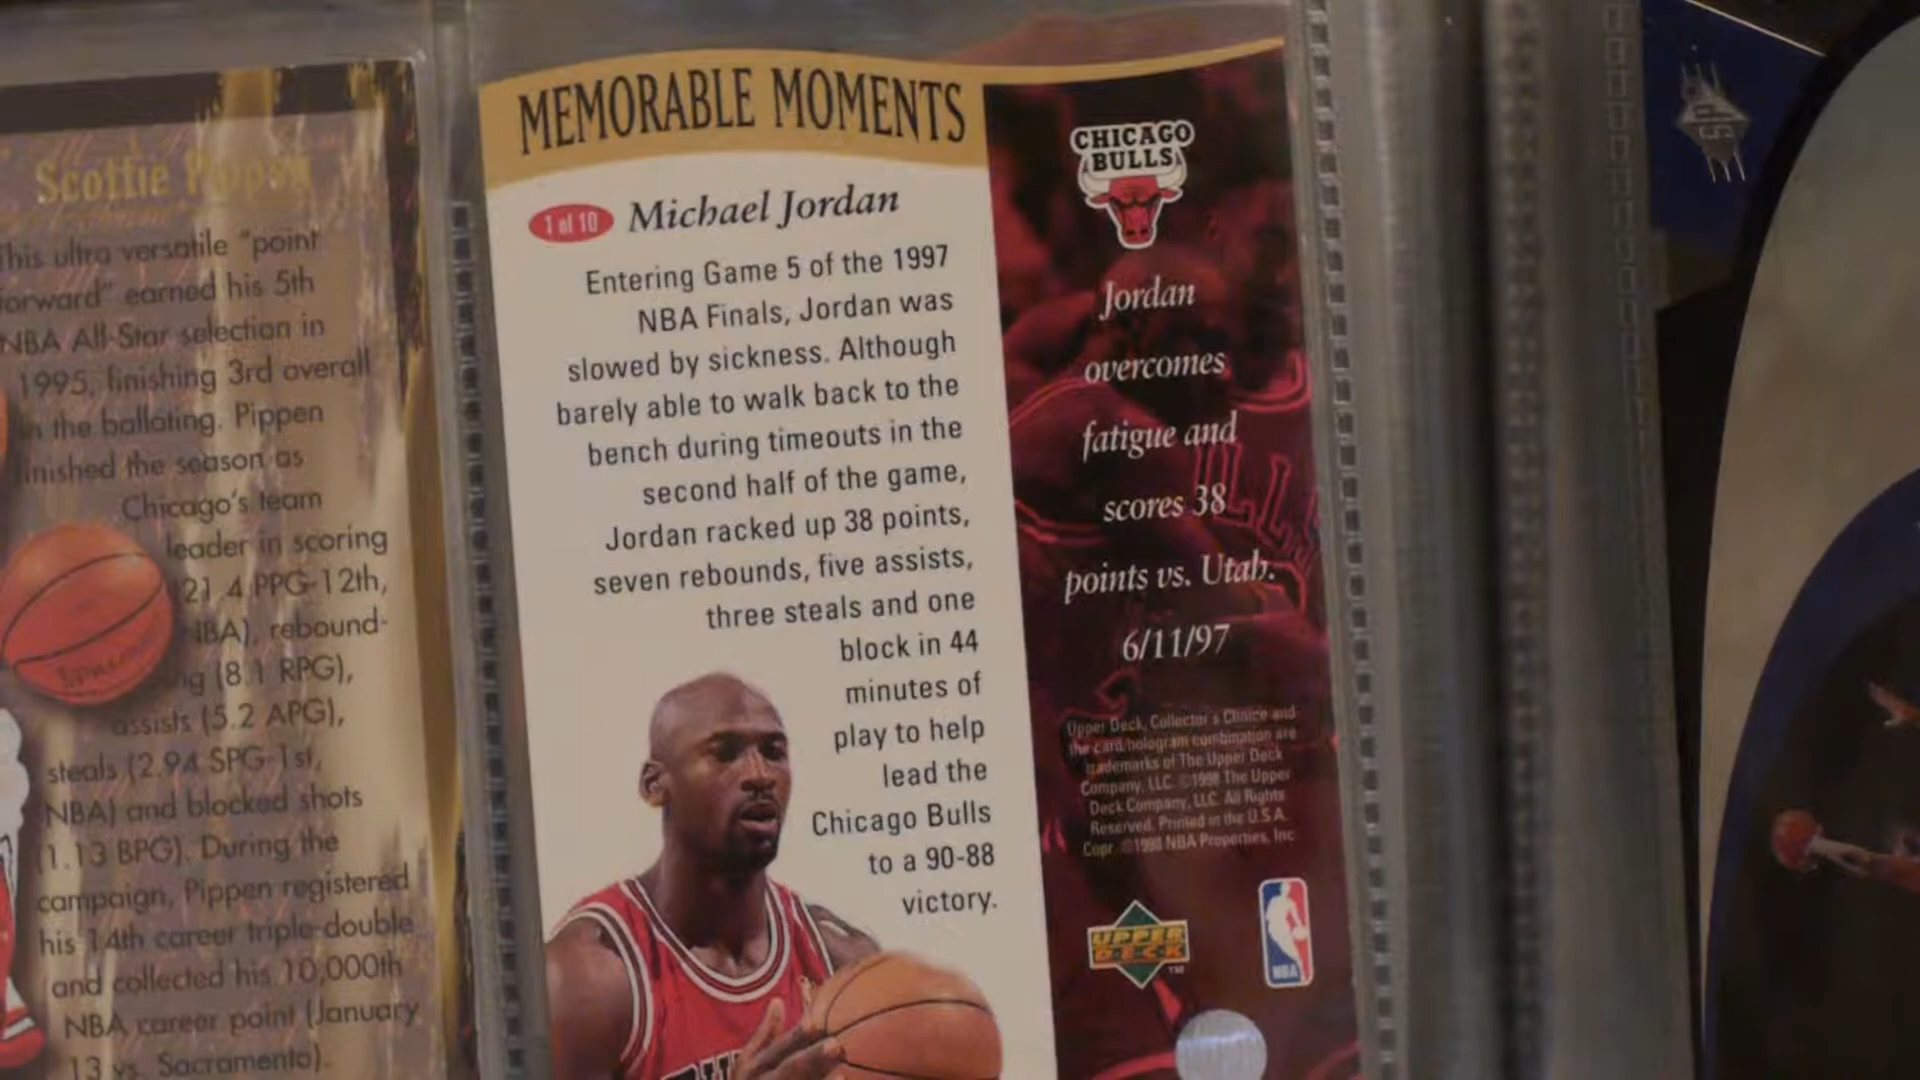 Scottie Pippen
This ultra versatile "point
forward" earned his 5th
NBA All-Star selection in
1995, finishing 3rd overall
in the balloting. Pippen
finished the season as
Chicago's team
leader in scoring
(21.4 PPG-12th,
NBA), rebound-
ing (8.1 RPG),
assists (5.2 APG),
steals (2.94 SPG-1st,
NBA) and blocked shots
(1.13 BPG). During the
campaign, Pippen registered
his 14th career triple-double
and collected his 10,000th
NBA career point (January
13 vs. Sacramento).
MEMORABLE MOMENTS
1 of 10 Michael Jordan
Entering Game 5 of the 1997
NBA Finals, Jordan was
slowed by sickness. Although
barely able to walk back to the
bench during timeouts in the
second half of the game,
Jordan racked up 38 points,
seven rebounds, five assists,
three steals and one
block in 44
minutes of
play to help
lead the
Chicago Bulls
to a 90-88
victory.
CHICAGO
BULLS
Jordan
overcomes
fatigue and
scores 38
points vs. Utah.
6/11/97
Upper Deck, Collector's Choice and
the card/hologram combination are
trademarks of The Upper Deck
Company, LLC. ©1998 The Upper
Deck Company, LLC. All Rights
Reserved. Printed in the U.S.A.
Copr. ©1998 NBA Properties, Inc
UPPER
DECK
TM
NBA